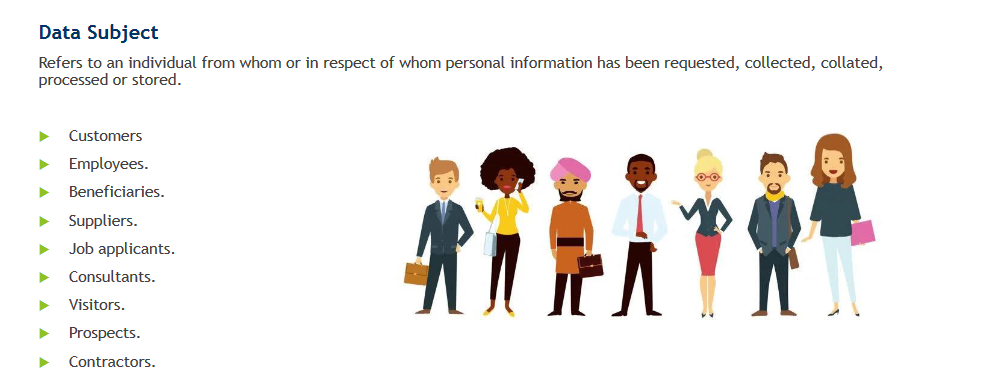 Data Subject
Refers to an individual from whom or in respect of whom personal information has been requested, collected, collated,
processed or stored.
Customers
Employees.
Beneficiaries.
Suppliers.
Job applicants.
Consultants.
Visitors.
Prospects.
Contractors.